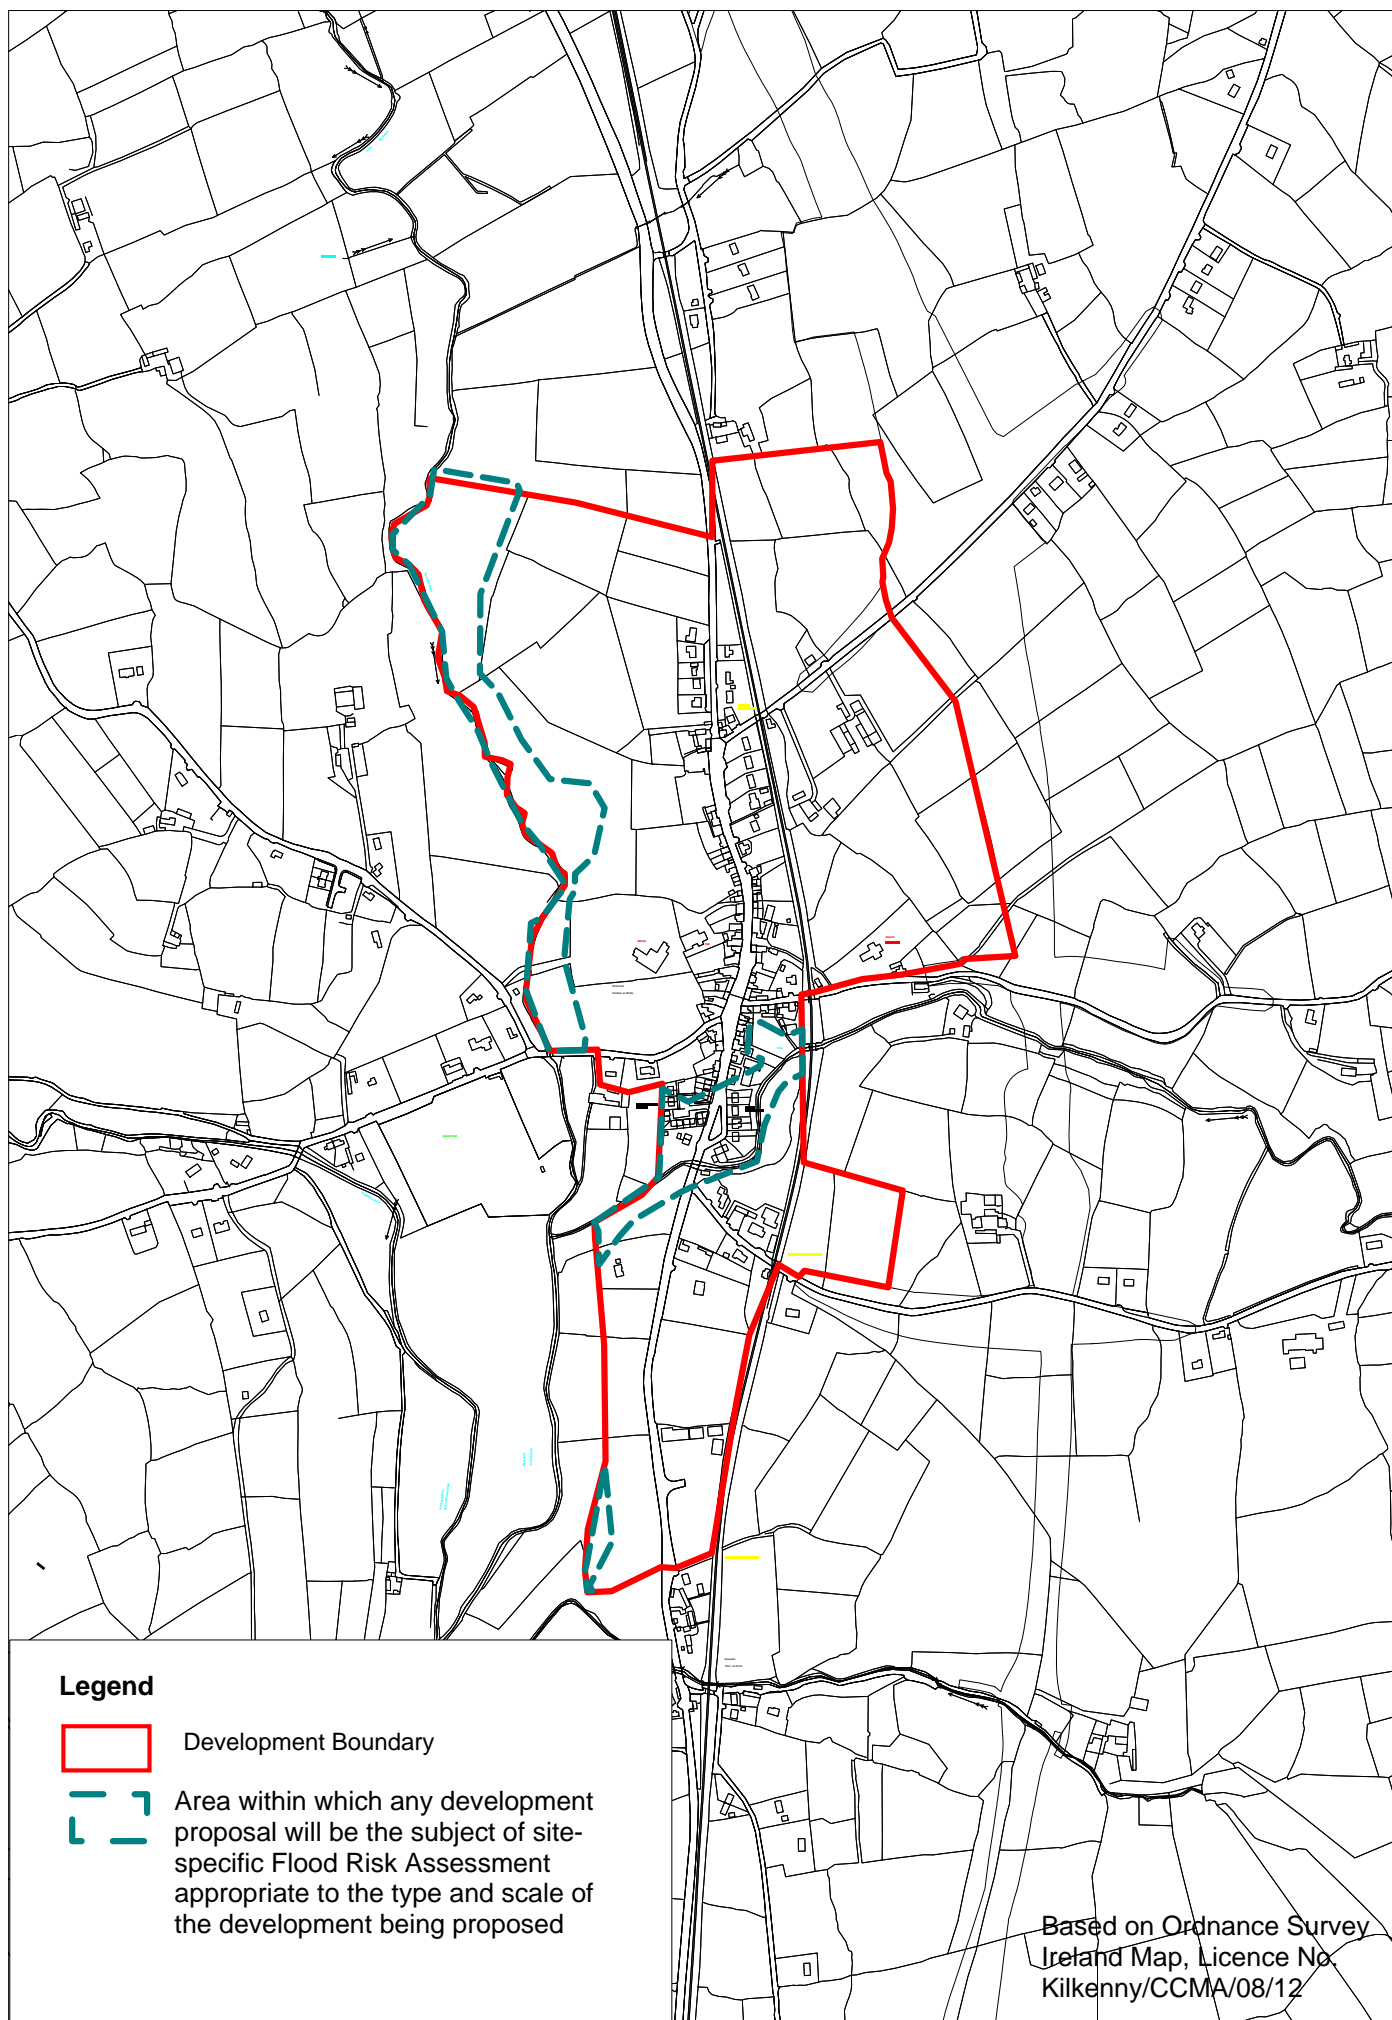 Legend
Development Boundary
Area within which any development
proposal will be the subject of site-
specific Flood Risk Assessment
appropriate to the type and scale of
the development being proposed
Based on Ordnance Survey
Ireland Map, Licence No.
Kilkenny/CCMA/08/12